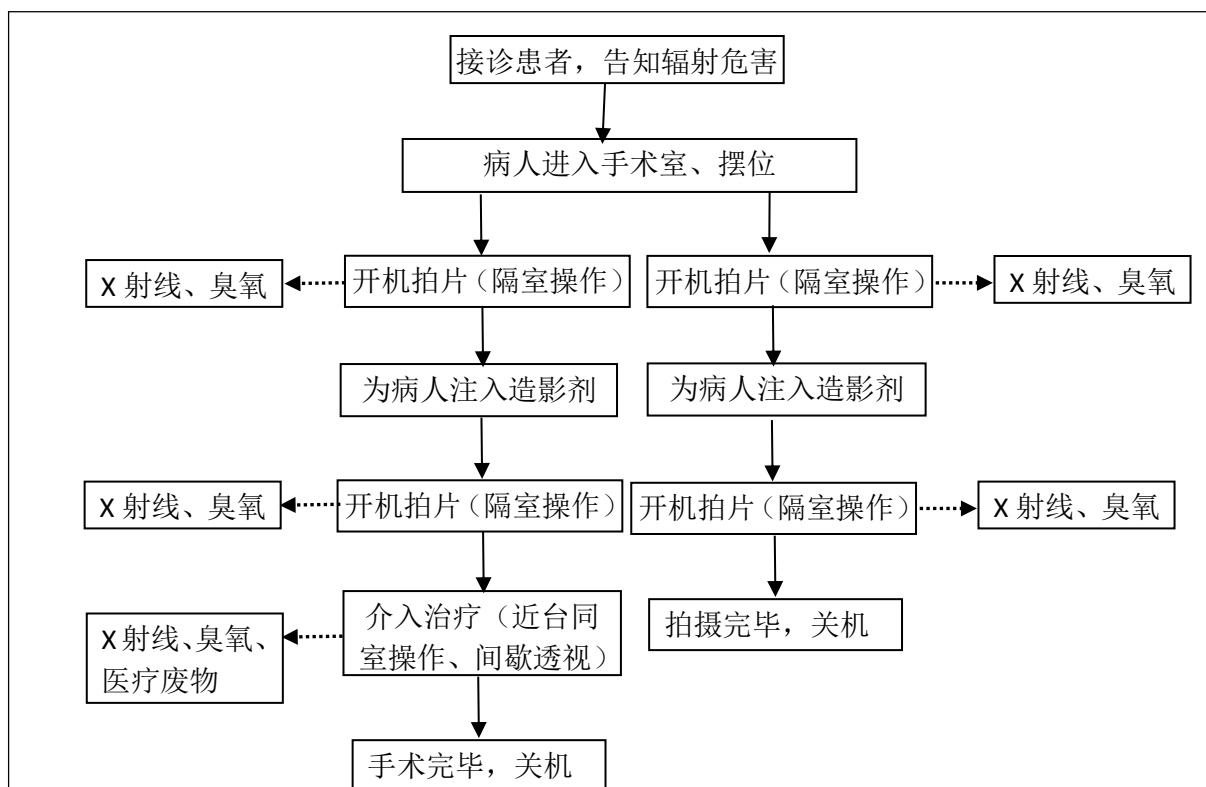 接诊患者，告知辐射危害
病人进入手术室、摆位
X 射线、臭氧
开机拍片（隔室操作）
开机拍片（隔室操作）
X 射线、臭氧
为病人注入造影剂
为病人注入造影剂
X 射线、臭氧
开机拍片（隔室操作）
开机拍片（隔室操作）
X 射线、臭氧
X 射线、臭氧、
医疗废物
介入治疗（近台同
室操作、间歇透视）
拍摄完毕，关机
手术完毕，关机